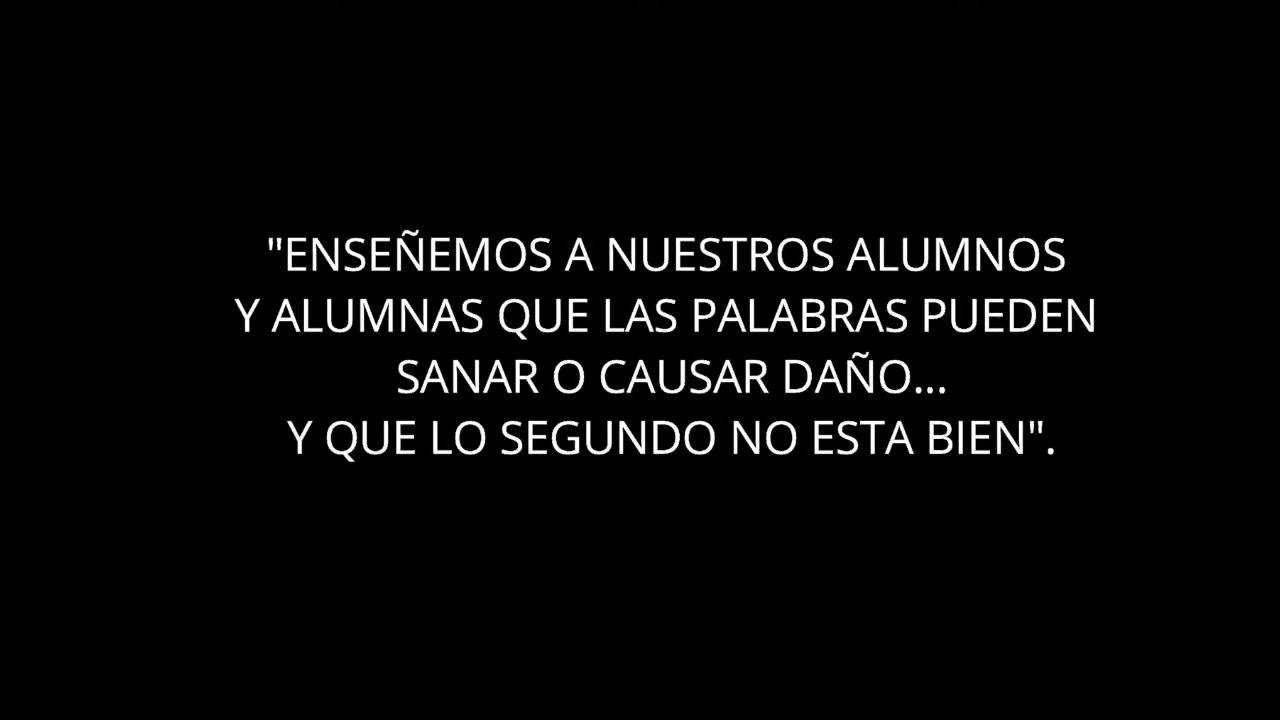 "ENSEÑEMOS A NUESTROS ALUMNOS
Y ALUMNAS QUE LAS PALABRAS PUEDEN
SANAR O CAUSAR DAÑO...
Y QUE LO SEGUNDO NO ESTA BIEN".